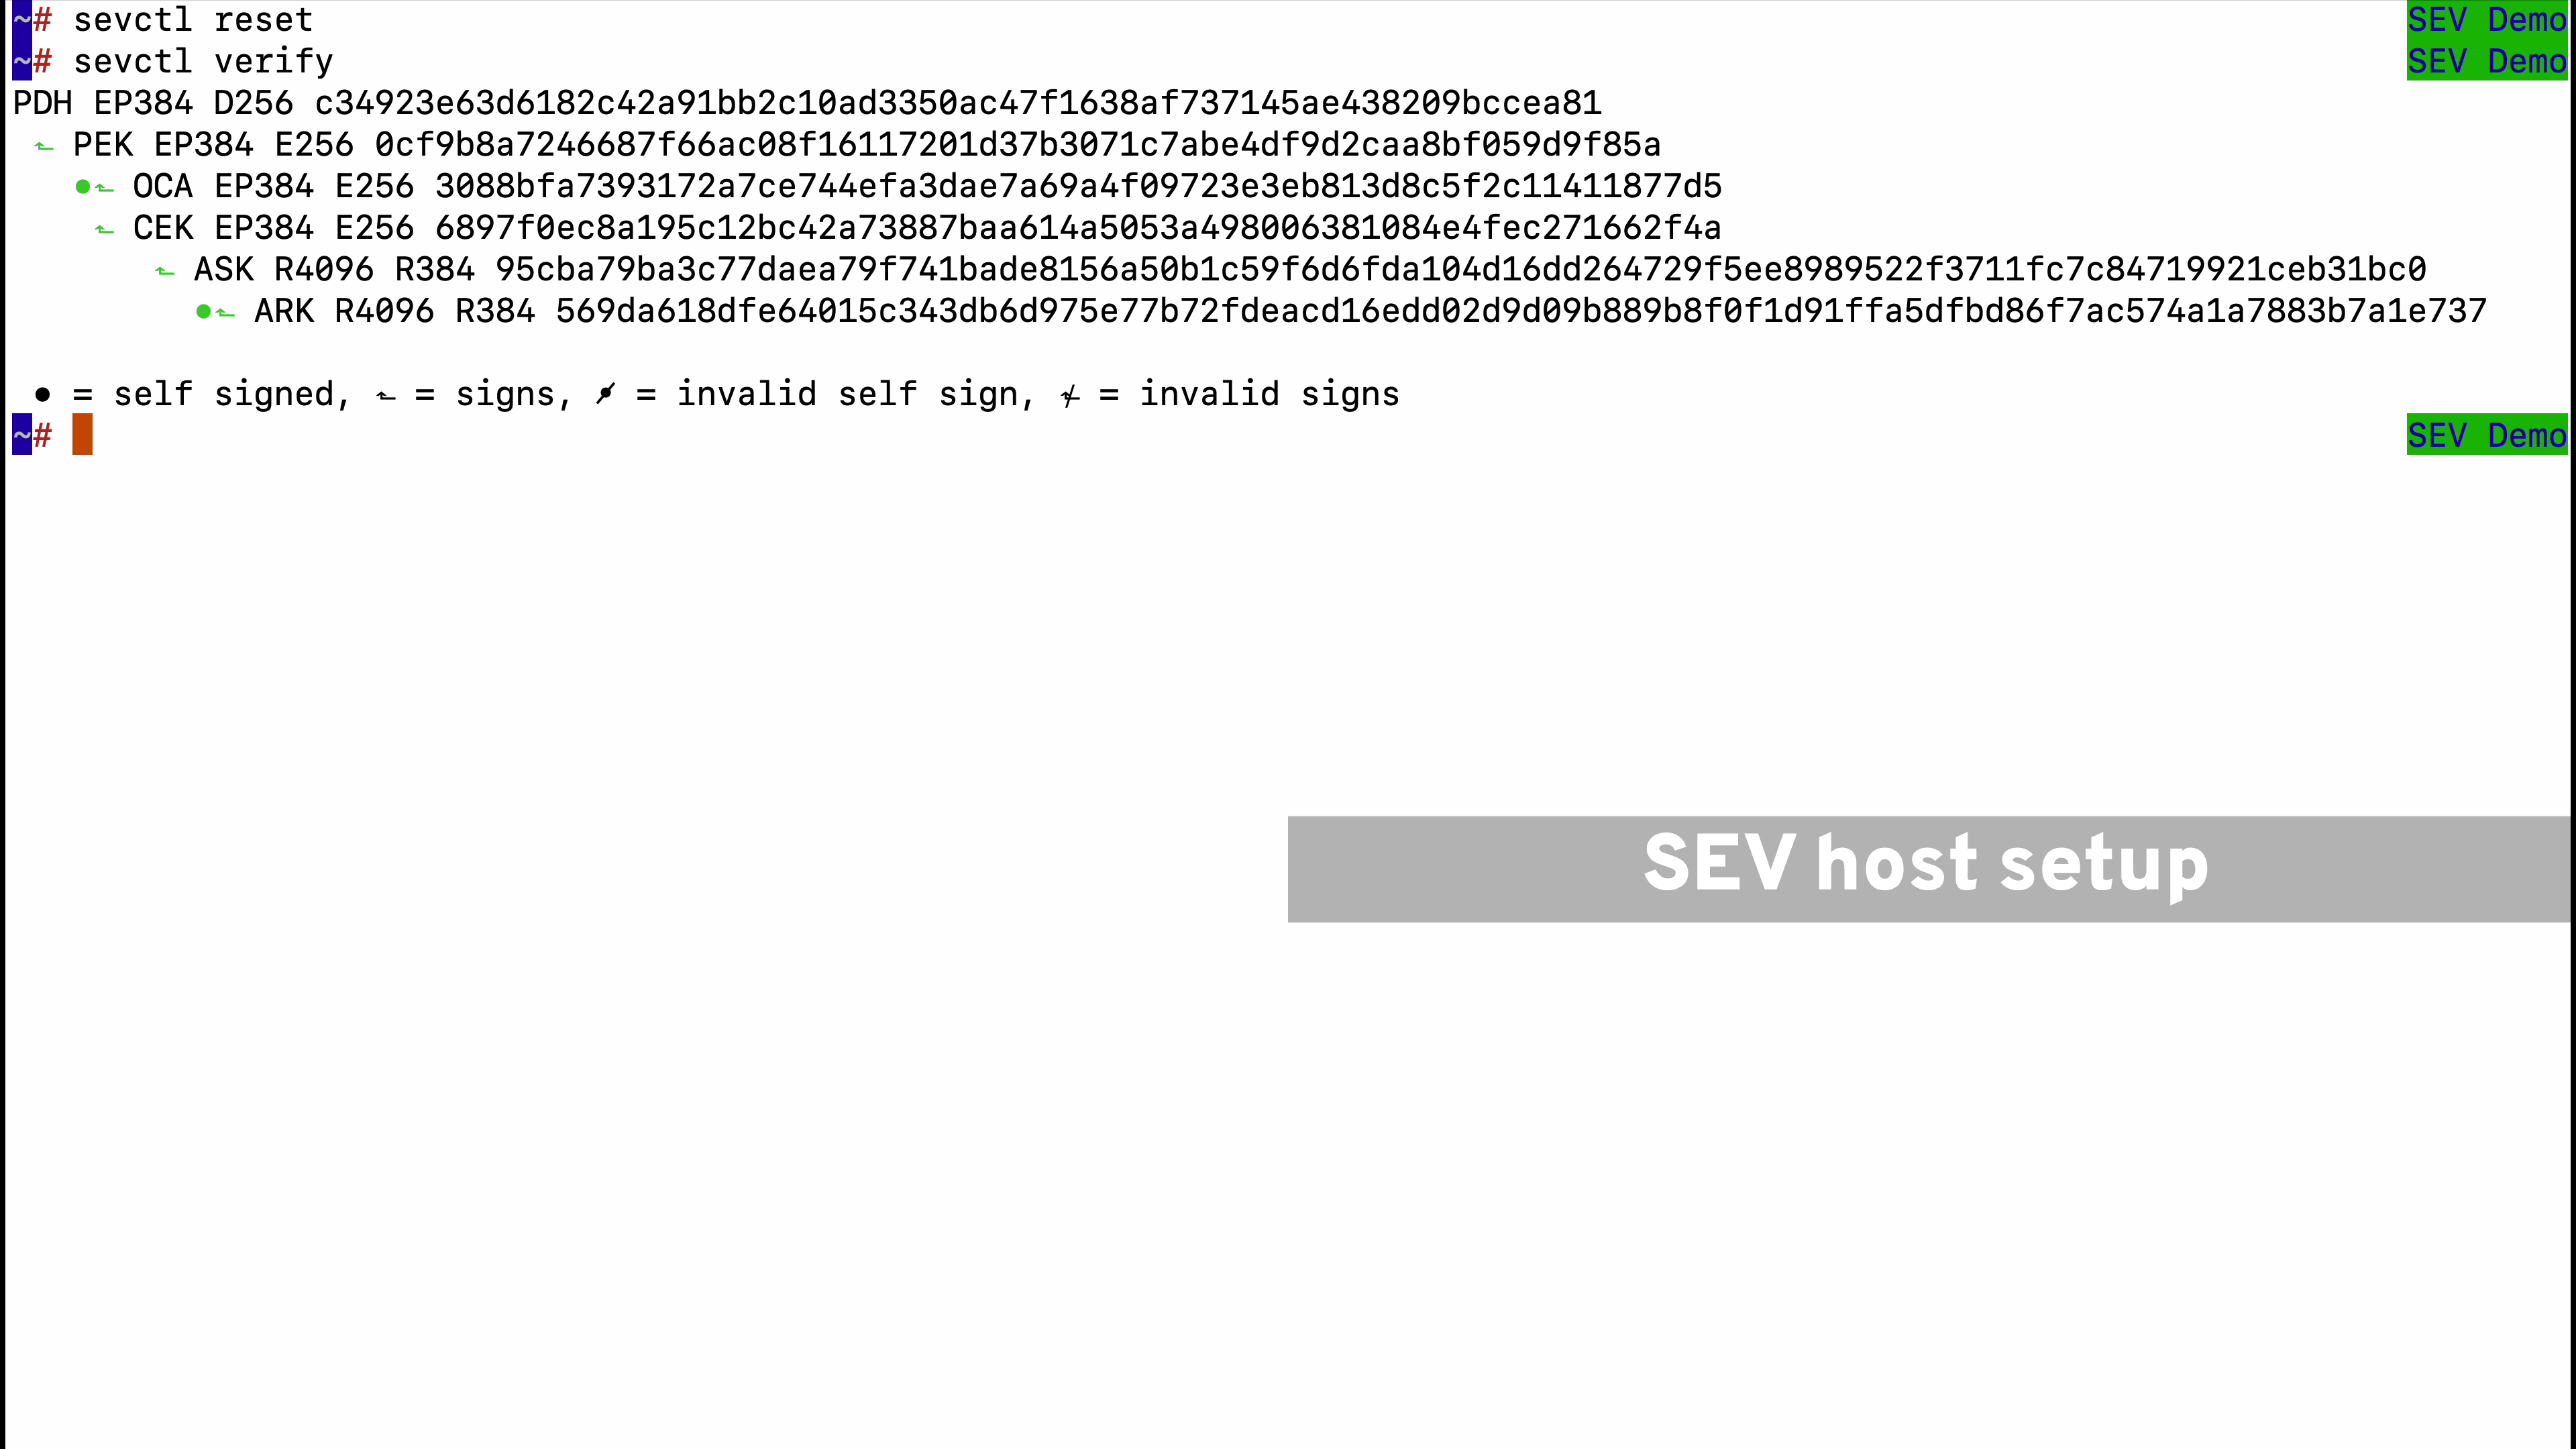 ~# sevctl reset SEV Demo
~# sevctl verify SEV Demo
PDH EP384 D256 c34923e63d6182c42a91bb2c10ad3350ac47f1638af737145ae438209bccea81
⬑ PEK EP384 E256 0cf9b8a7246687f66ac08f16117201d37b3071c7abe4df9d2caa8bf059d9f85a
•⬑ OCA EP384 E256 3088bfa7393172a7ce744efa3dae7a69a4f09723e3eb813d8c5f2c11411877d5
⬑ CEK EP384 E256 6897f0ec8a195c12bc42a73887baa614a5053a498006381084e4fec271662f4a
⬑ ASK R4096 R384 95cba79ba3c77daea79f741bade8156a50b1c59f6d6fda104d16dd264729f5ee8989522f3711fc7c84719921ceb31bc0
•⬑ ARK R4096 R384 569da618dfe64015c343db6d975e77b72fdeacd16edd02d9d09b889b8f0f1d91ffa5dfbd86f7ac574a1a7883b7a1e737
• = self signed, ⬑ = signs, •̷ = invalid self sign, ⬑̸ = invalid signs
~# SEV Demo
SEV host setup